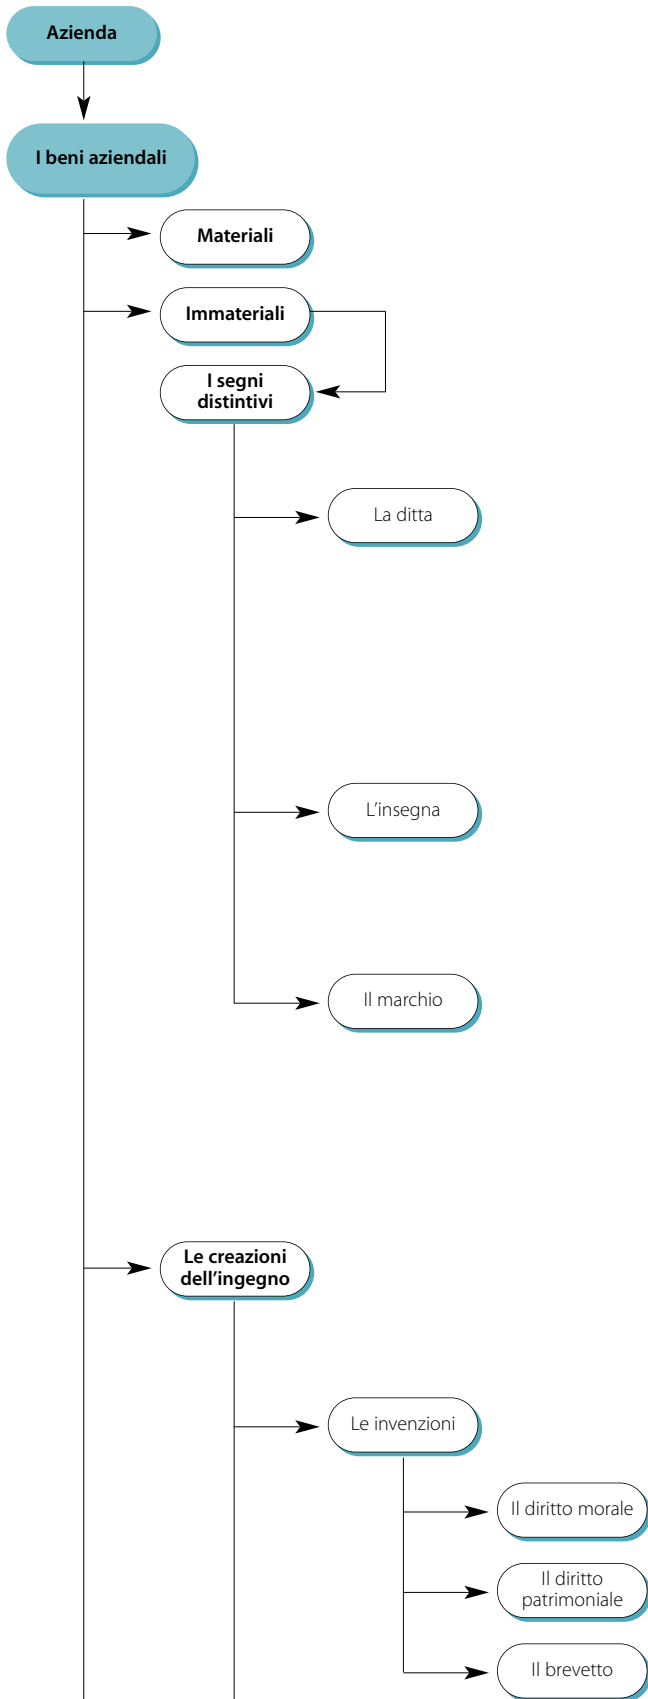 Azienda
I beni aziendali
Materiali
Immateriali
I segni
distintivi
La ditta
L’insegna
Il marchio
Le creazioni
dell’ingegno
Le invenzioni
Il diritto morale
Il diritto
patrimoniale
Il brevetto